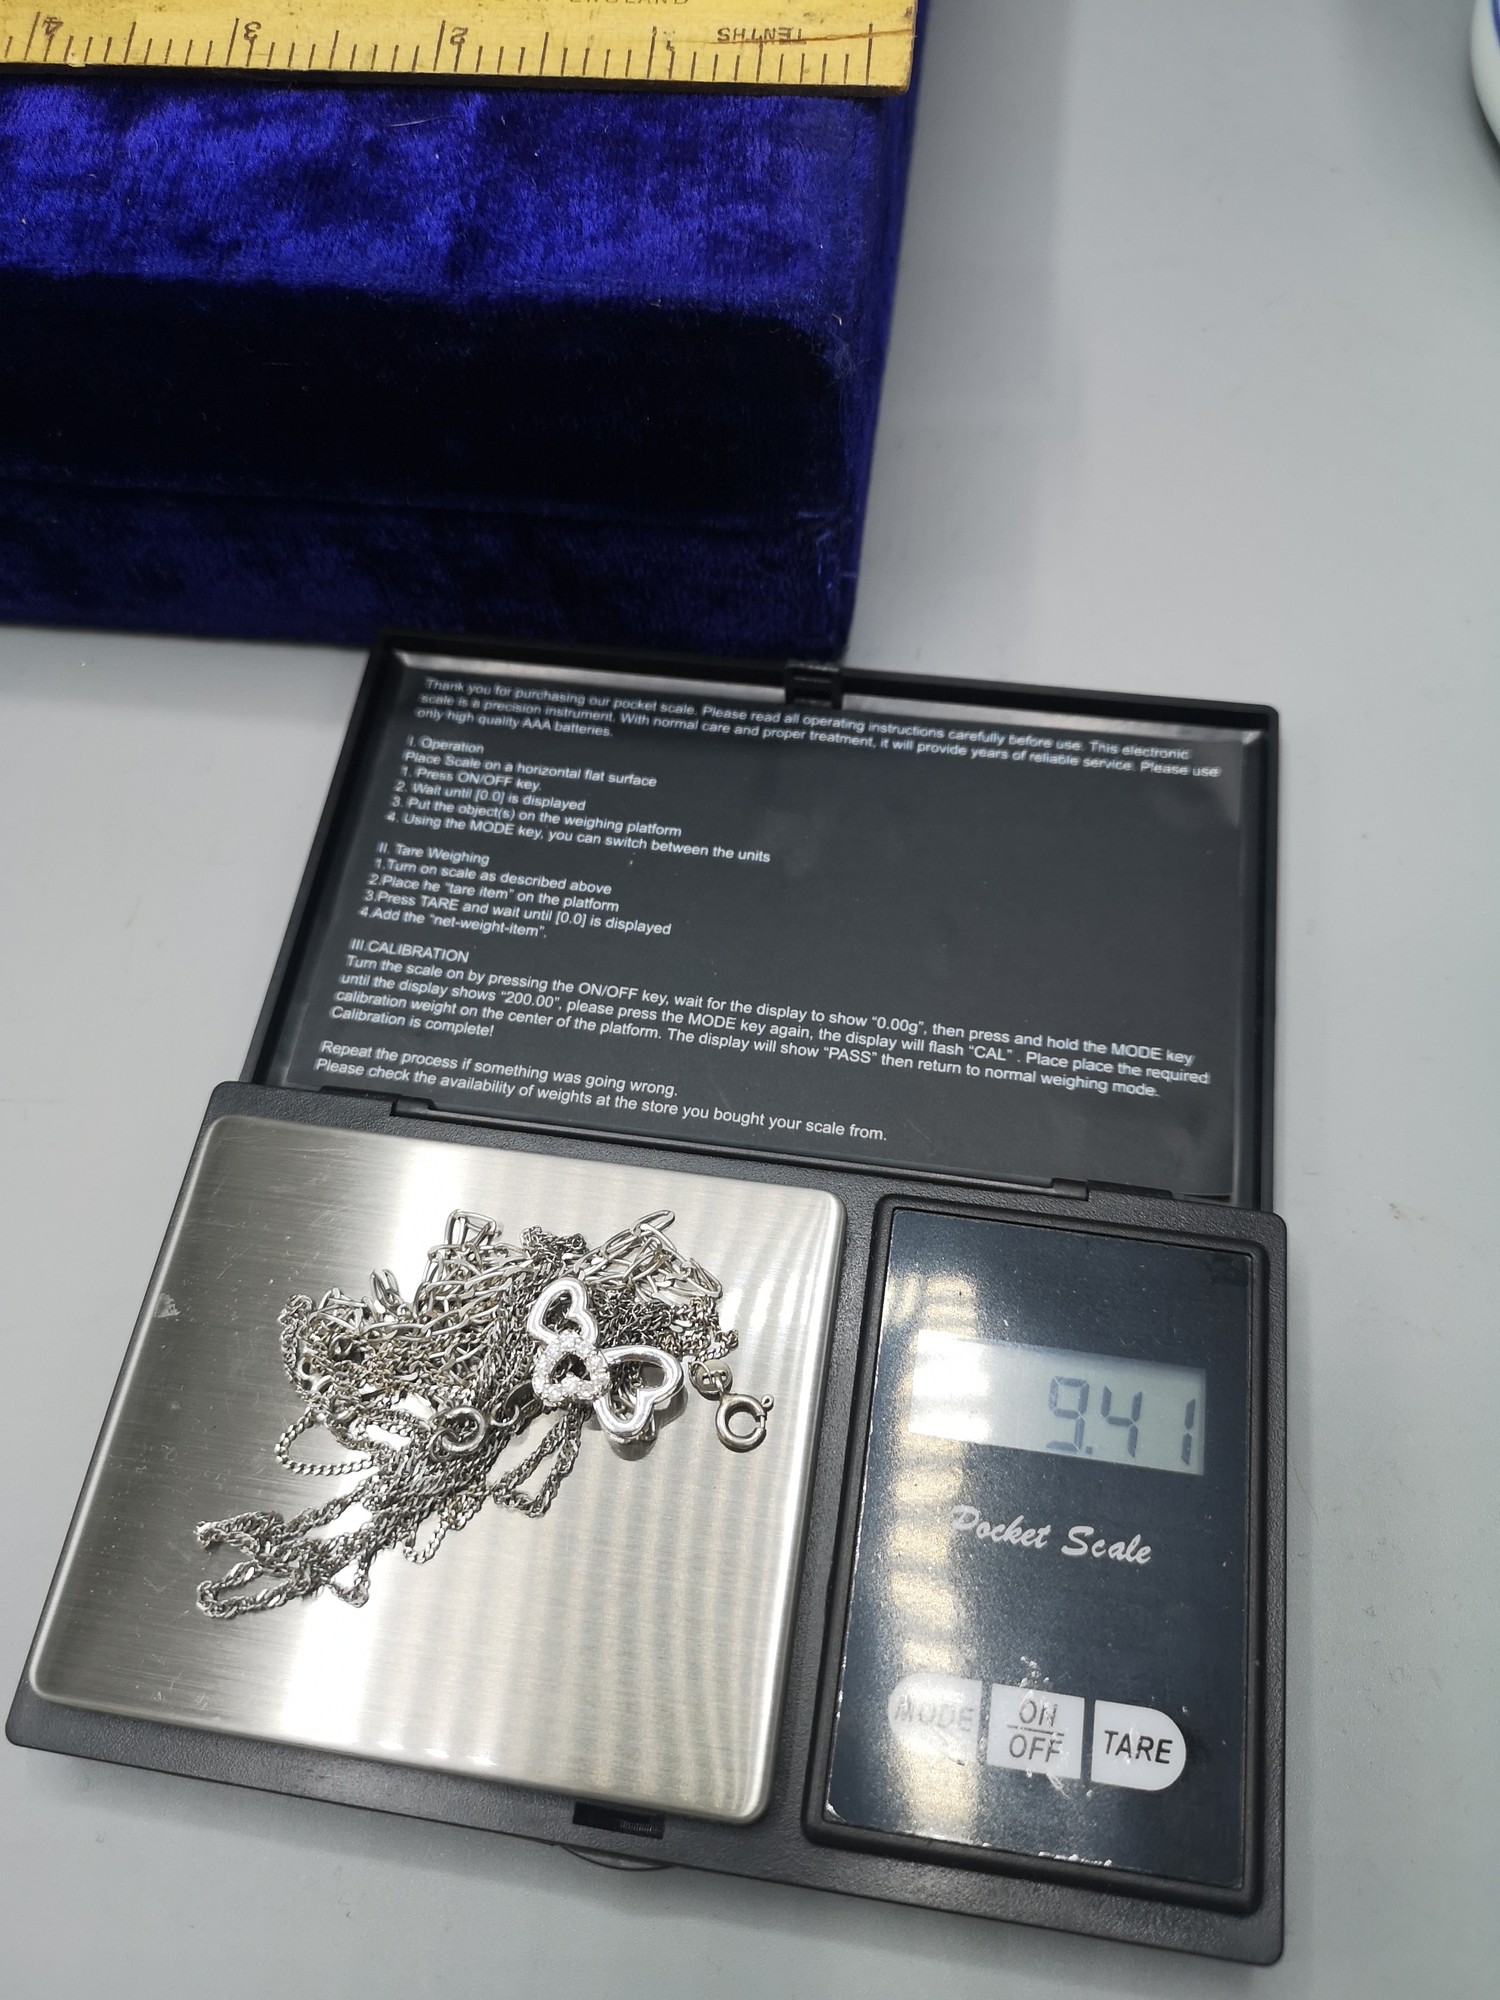 ENGLAND
4 3 2 1 TENTHS
Thank you for purchasing our pocket scale. Please read all operating instructions carefully before use. This electronic
scale is a precision instrument. With normal care and proper treatment, it will provide years of reliable service. Please use
only high quality AAA batteries.
I. Operation
Place Scale on a horizontal flat surface
1. Press ON/OFF key.
2. Wait until [0.0] is displayed
3. Put the object(s) on the weighing platform
4. Using the MODE key, you can switch between the units
II. Tare Weighing
1.Turn on scale as described above
2.Place he "tare item" on the platform
3.Press TARE and wait until [0.0] is displayed
4.Add the "net-weight-item".
III.CALIBRATION
Turn the scale on by pressing the ON/OFF key, wait for the display to show "0.00g", then press and hold the MODE key
until the display shows "200.00", please press the MODE key again, the display will flash "CAL" . Place place the required
calibration weight on the center of the platform. The display will show "PASS" then return to normal weighing mode.
Calibration is complete!
Repeat the process if something was going wrong.
Please check the availability of weights at the store you bought your scale from.
9.41
Pocket Scale
MODE
ON
OFF
TARE